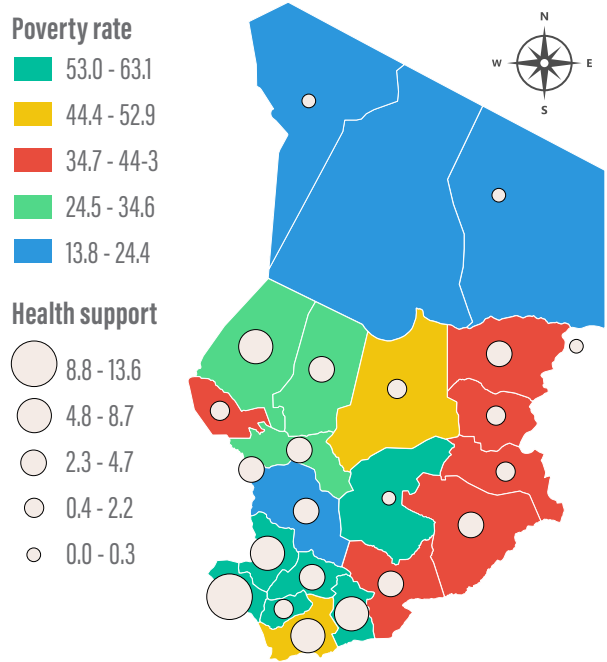 Poverty rate
53.0 - 63.1
44.4 - 52.9
34.7 - 44-3
24.5 - 34.6
13.8 - 24.4
Health support
8.8 - 13.6
4.8 - 8.7
2.3 - 4.7
0.4 - 2.2
0.0 - 0.3
N
W E
S